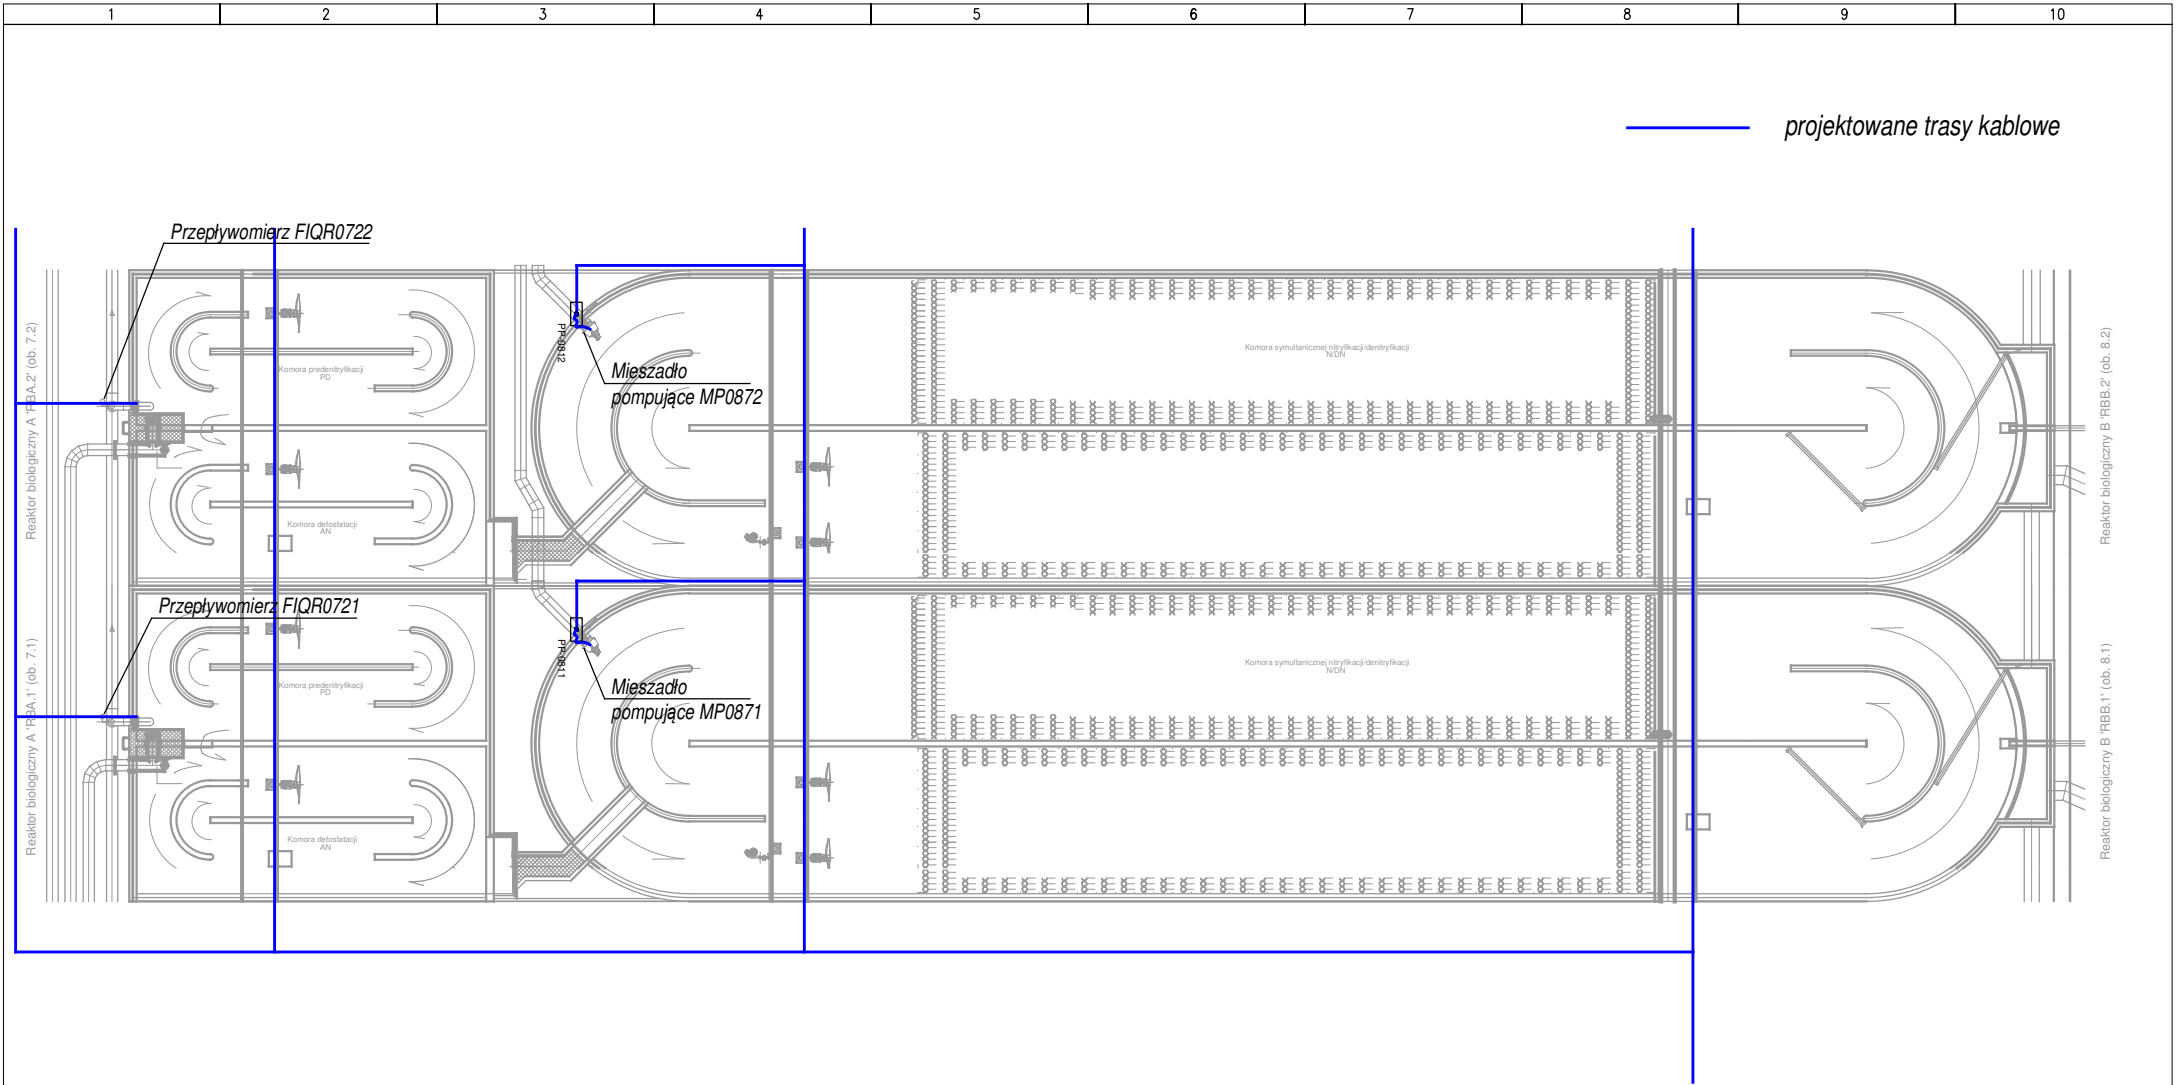 1 2 3 4 5 6 7 8 9 10
projektowane trasy kablowe
Przepływomierz FIQR0722
Reaktor biologiczny A 'RBA.2' (ob. 7.2)
Komora predenitryfikacji
PD
Komora defosfatacji
AN
PP 0812
Mieszadło
pompujące MP0872
Komora symultanicznej nitryfikacji/denitryfikacji
N/DN
Reaktor biologiczny B 'RBB.2' (ob. 8.2)
Przepływomierz FIQR0721
Reaktor biologiczny A 'RBA.1' (ob. 7.1)
Komora predenitryfikacji
PD
Komora defosfatacji
AN
PP 0811
Mieszadło
pompujące MP0871
Komora symultanicznej nitryfikacji/denitryfikacji
N/DN
Reaktor biologiczny B 'RBB.1' (ob. 8.1)